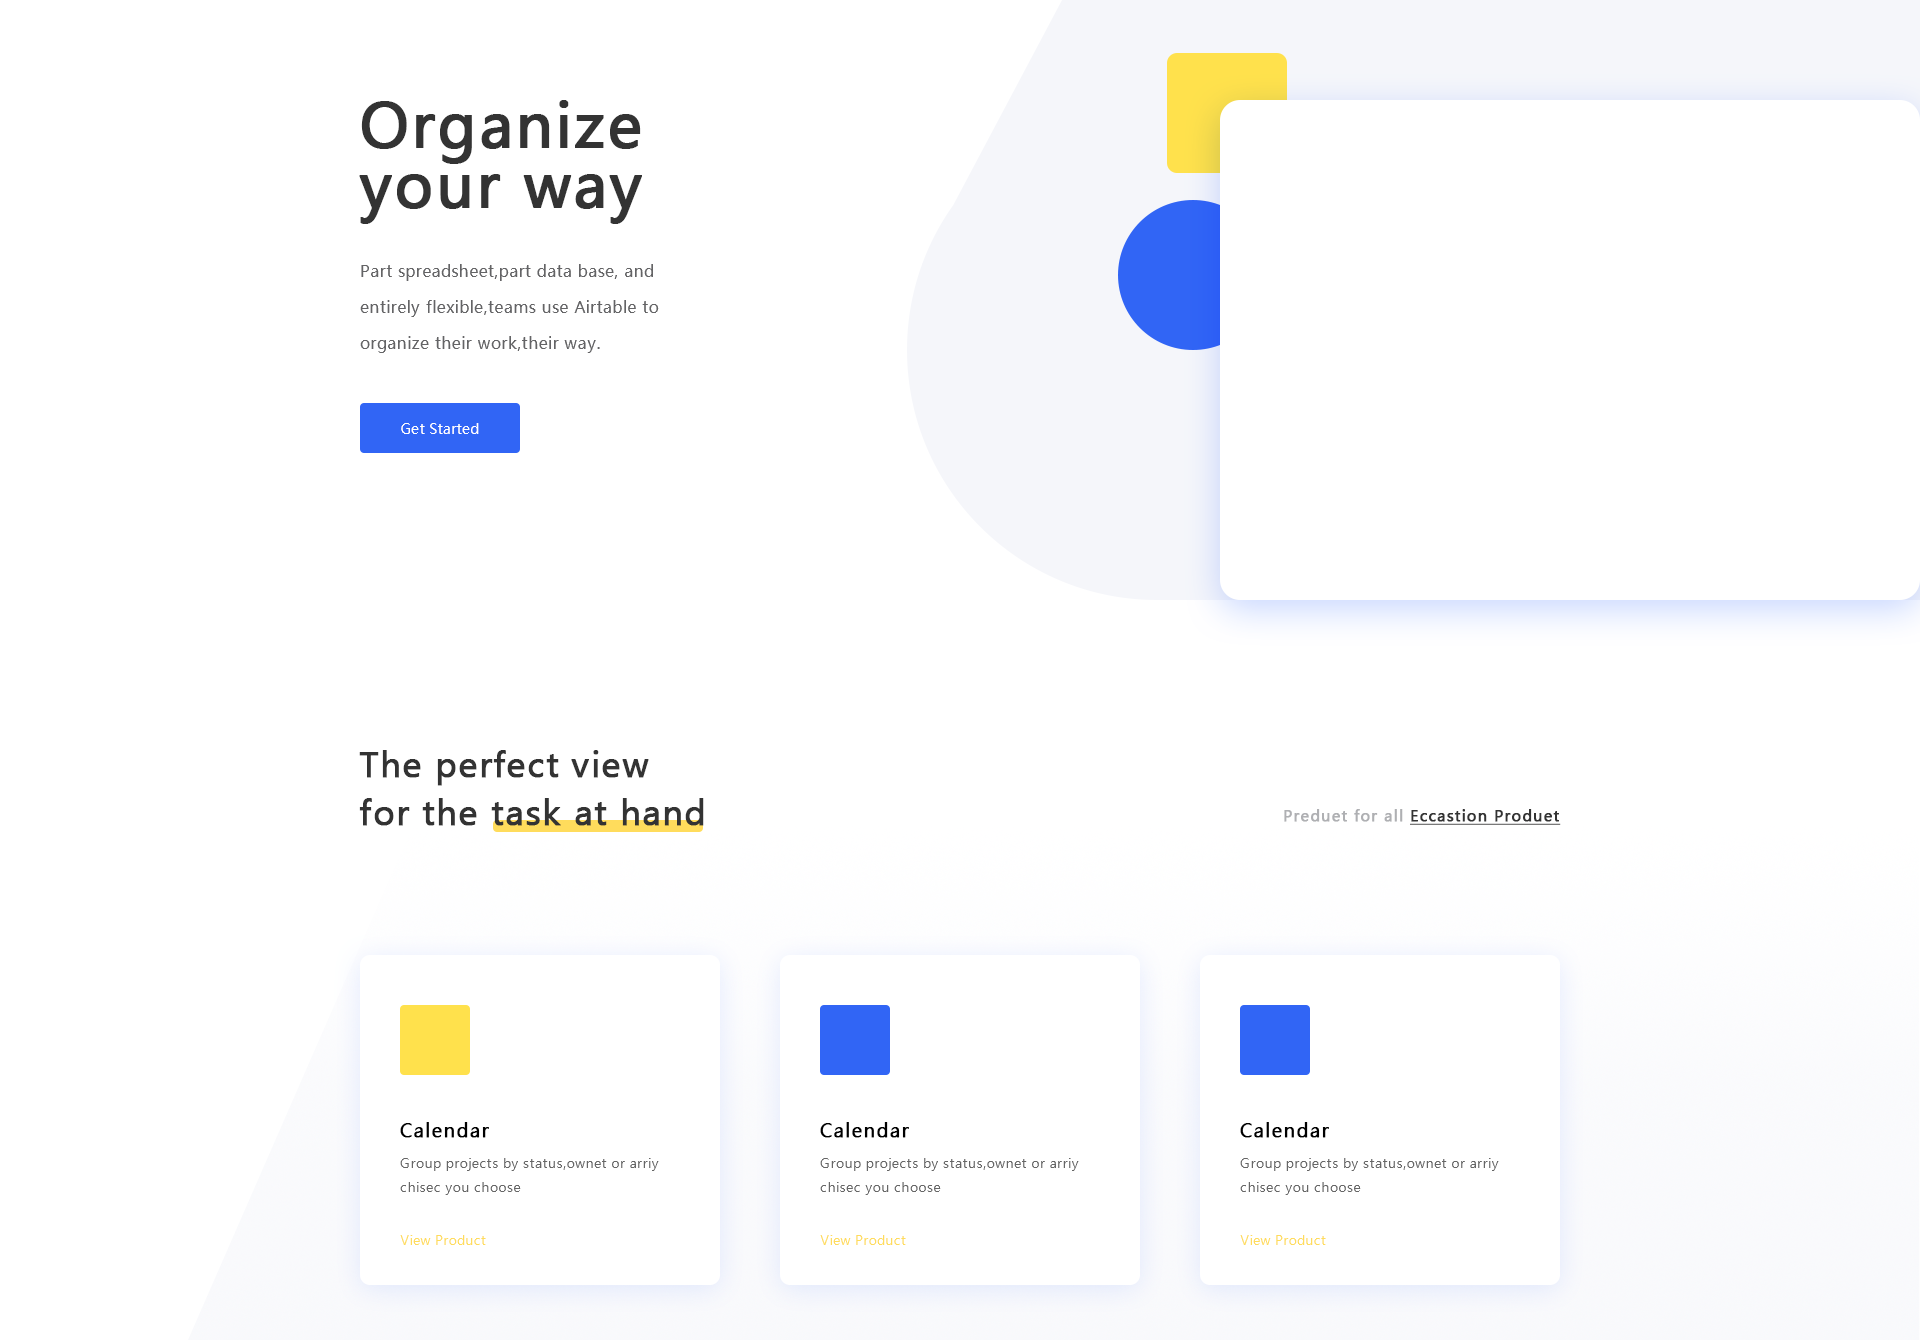 Organize
your way
Part spreadsheet,part data base, and
entirely flexible,teams use Airtable to
organize their work,their way.
Get Started
The perfect view
for the task at hand
Preduet for all Eccastion Produet
Calendar
Group projects by status,ownet or arriy
chisec you choose
View Product
Calendar
Group projects by status,ownet or arriy
chisec you choose
View Product
Calendar
Group projects by status,ownet or arriy
chisec you choose
View Product